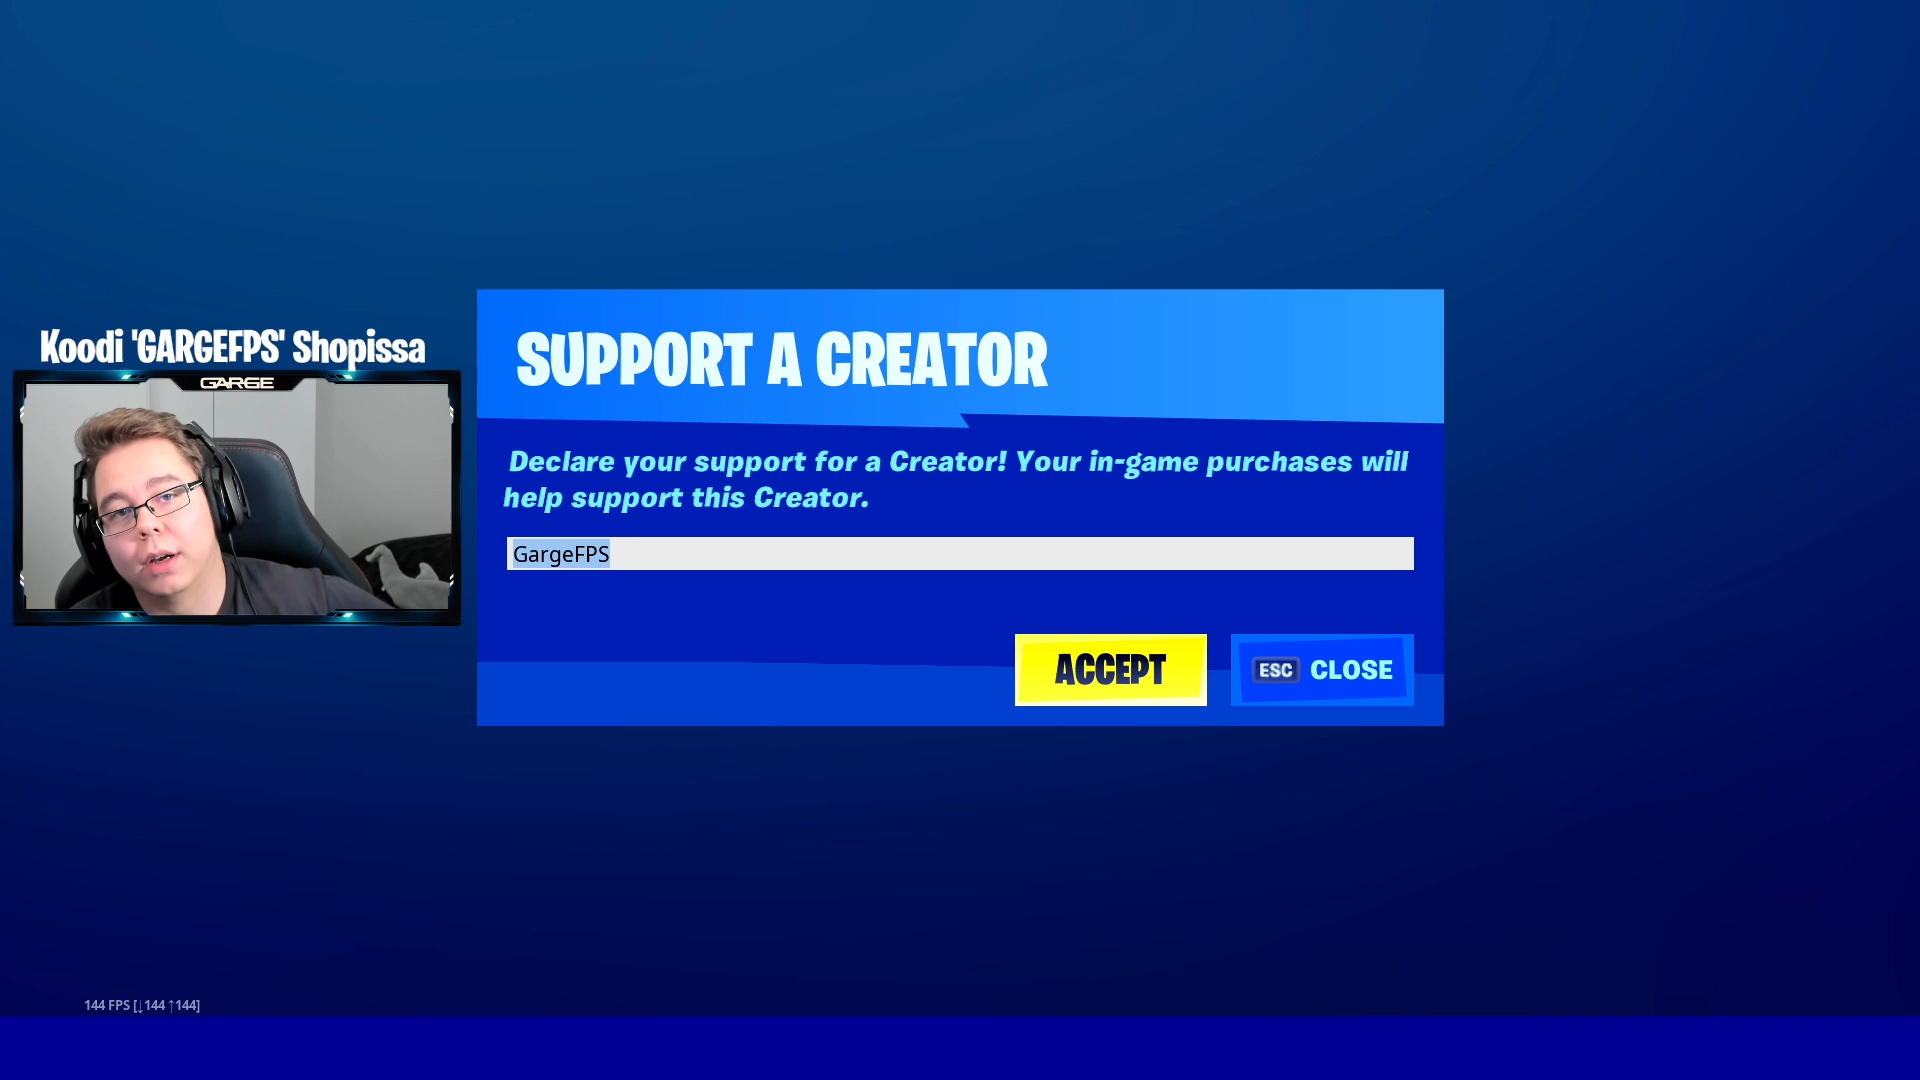 Koodi 'GARGEFPS' Shopissa
GARGE
SUPPORT A CREATOR
Declare your support for a Creator! Your in-game purchases will
help support this Creator.
GargeFPS
ACCEPT
ESC CLOSE
144 FPS [↓144 ↑144]